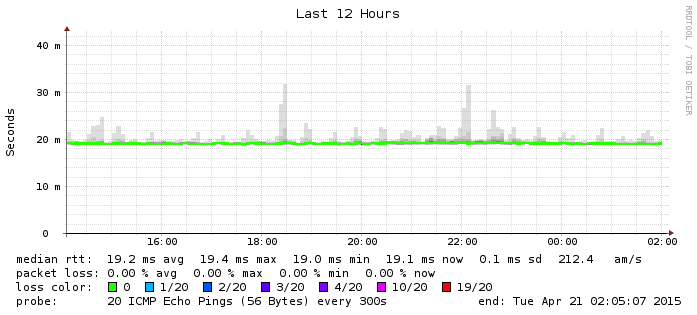 Last 12 Hours
RRDTOOL / TOBI OETIKER
Seconds
40 m
30 m
20 m
10 m
0
16:00 18:00 20:00 22:00 00:00 02:00
median rtt: 19.2 ms avg 19.4 ms max 19.0 ms min 19.1 ms now 0.1 ms sd 212.4 am/s
packet loss: 0.00 % avg 0.00 % max 0.00 % min 0.00 % now
loss color: 0 1/20 2/20 3/20 4/20 10/20 19/20
probe: 20 ICMP Echo Pings (56 Bytes) every 300s end: Tue Apr 21 02:05:07 2015